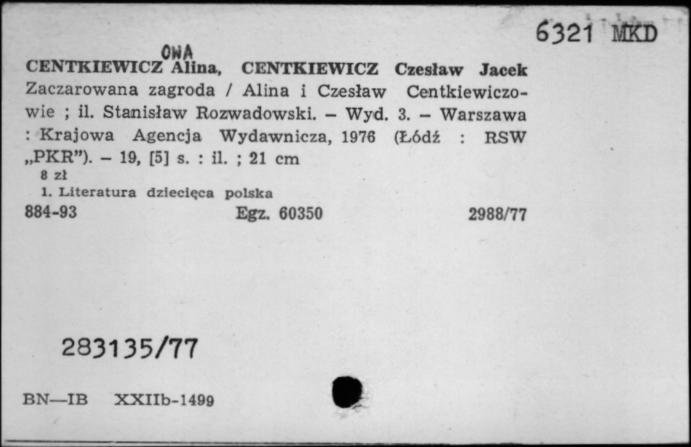 6321 MKD
OWA
CENTKIEWICZ Alina, CENTKIEWICZ Czesław Jacek
Zaczarowana zagroda / Alina i Czesław Centkiewiczo-
wie ; il. Stanisław Rozwadowski. — Wyd. 3. — Warszawa
: Krajowa Agencja Wydawnicza, 1976 (Łódź : RSW
„PKR”). — 19, [5] s. : il. ; 21 cm
8 zł
1. Literatura dziecięca polska
884-93 Egz. 60350 2988/77
283135/77
BN—IB XXIIb-1499